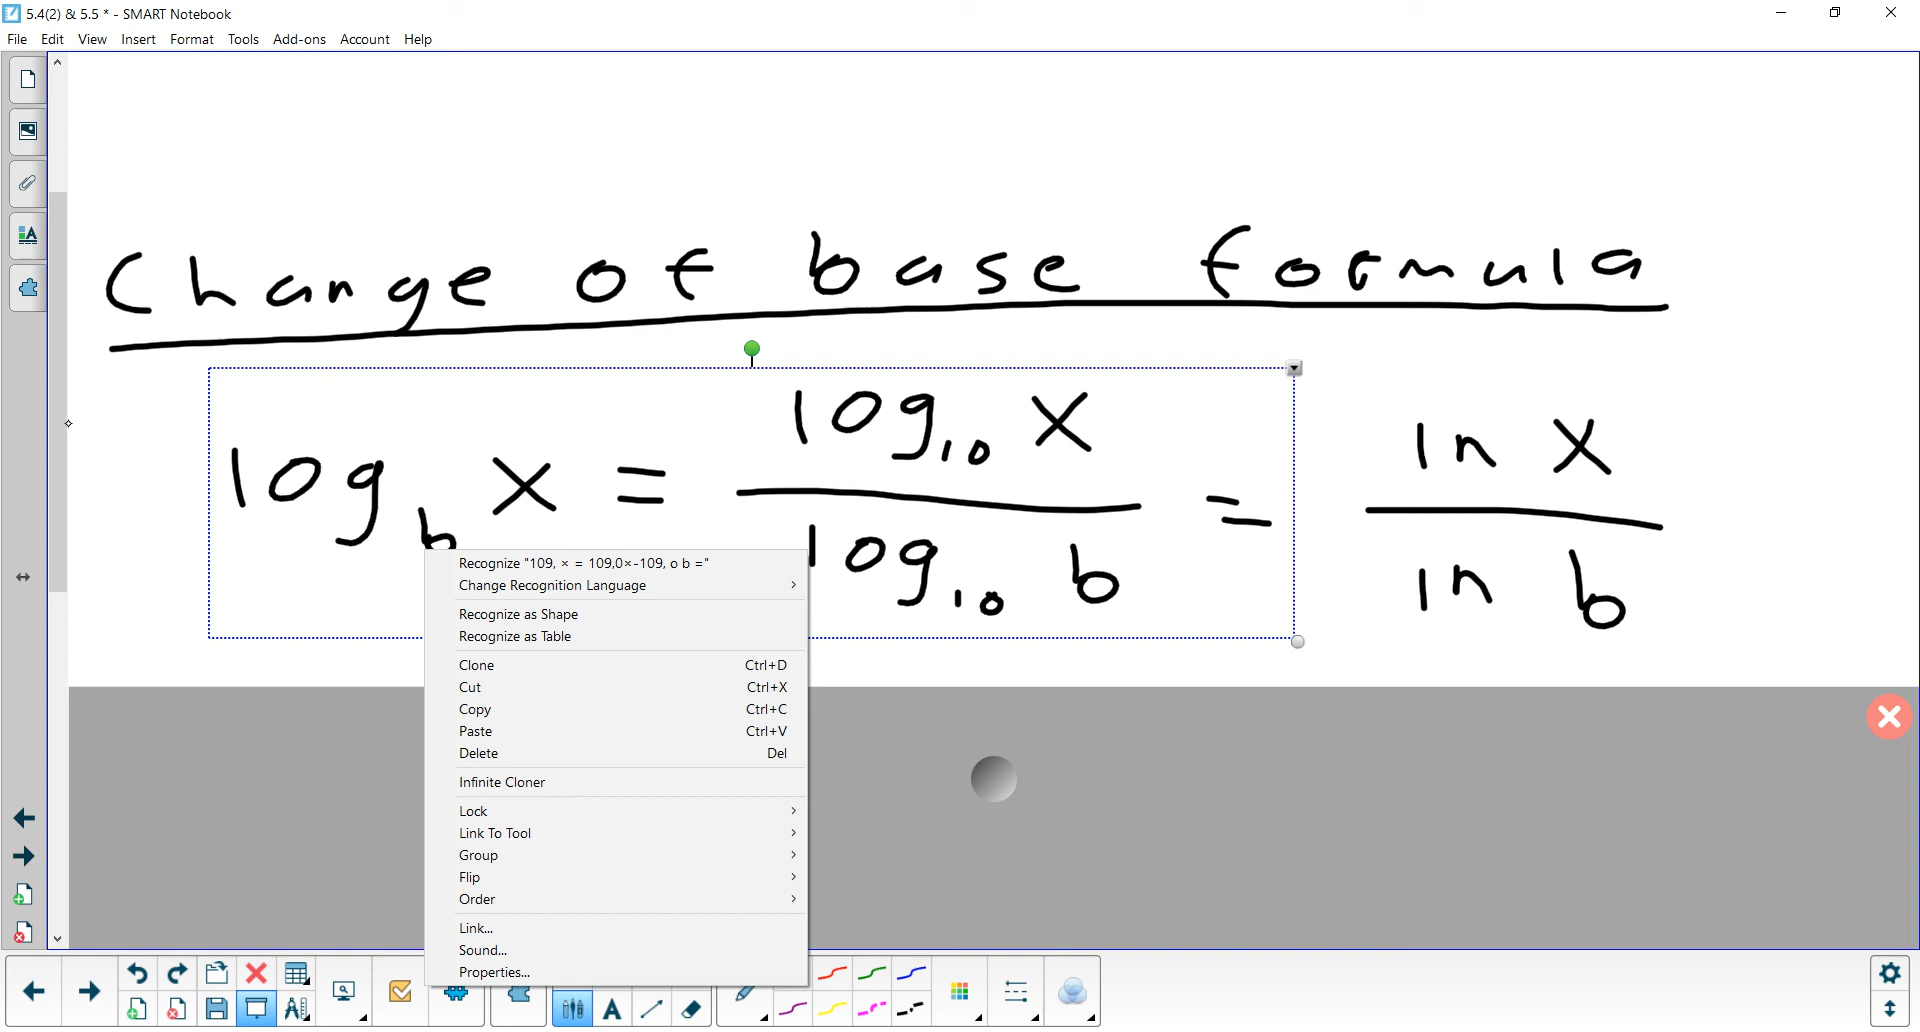 5.4(2) & 5.5 * - SMART Notebook
File Edit View Insert Format Tools Add-ons Account Help
Change of base formula
log₁₀ x
ln x
log_b x = =
log₁₀ b
ln b
Recognize "109, × = 109,0×-109, o b ="
Change Recognition Language
Recognize as Shape
Recognize as Table
Clone Ctrl+D
Cut Ctrl+X
Copy Ctrl+C
Paste Ctrl+V
Delete Del
Infinite Cloner
Lock
Link To Tool
Group
Flip
Order
Link...
Sound...
Properties...
A